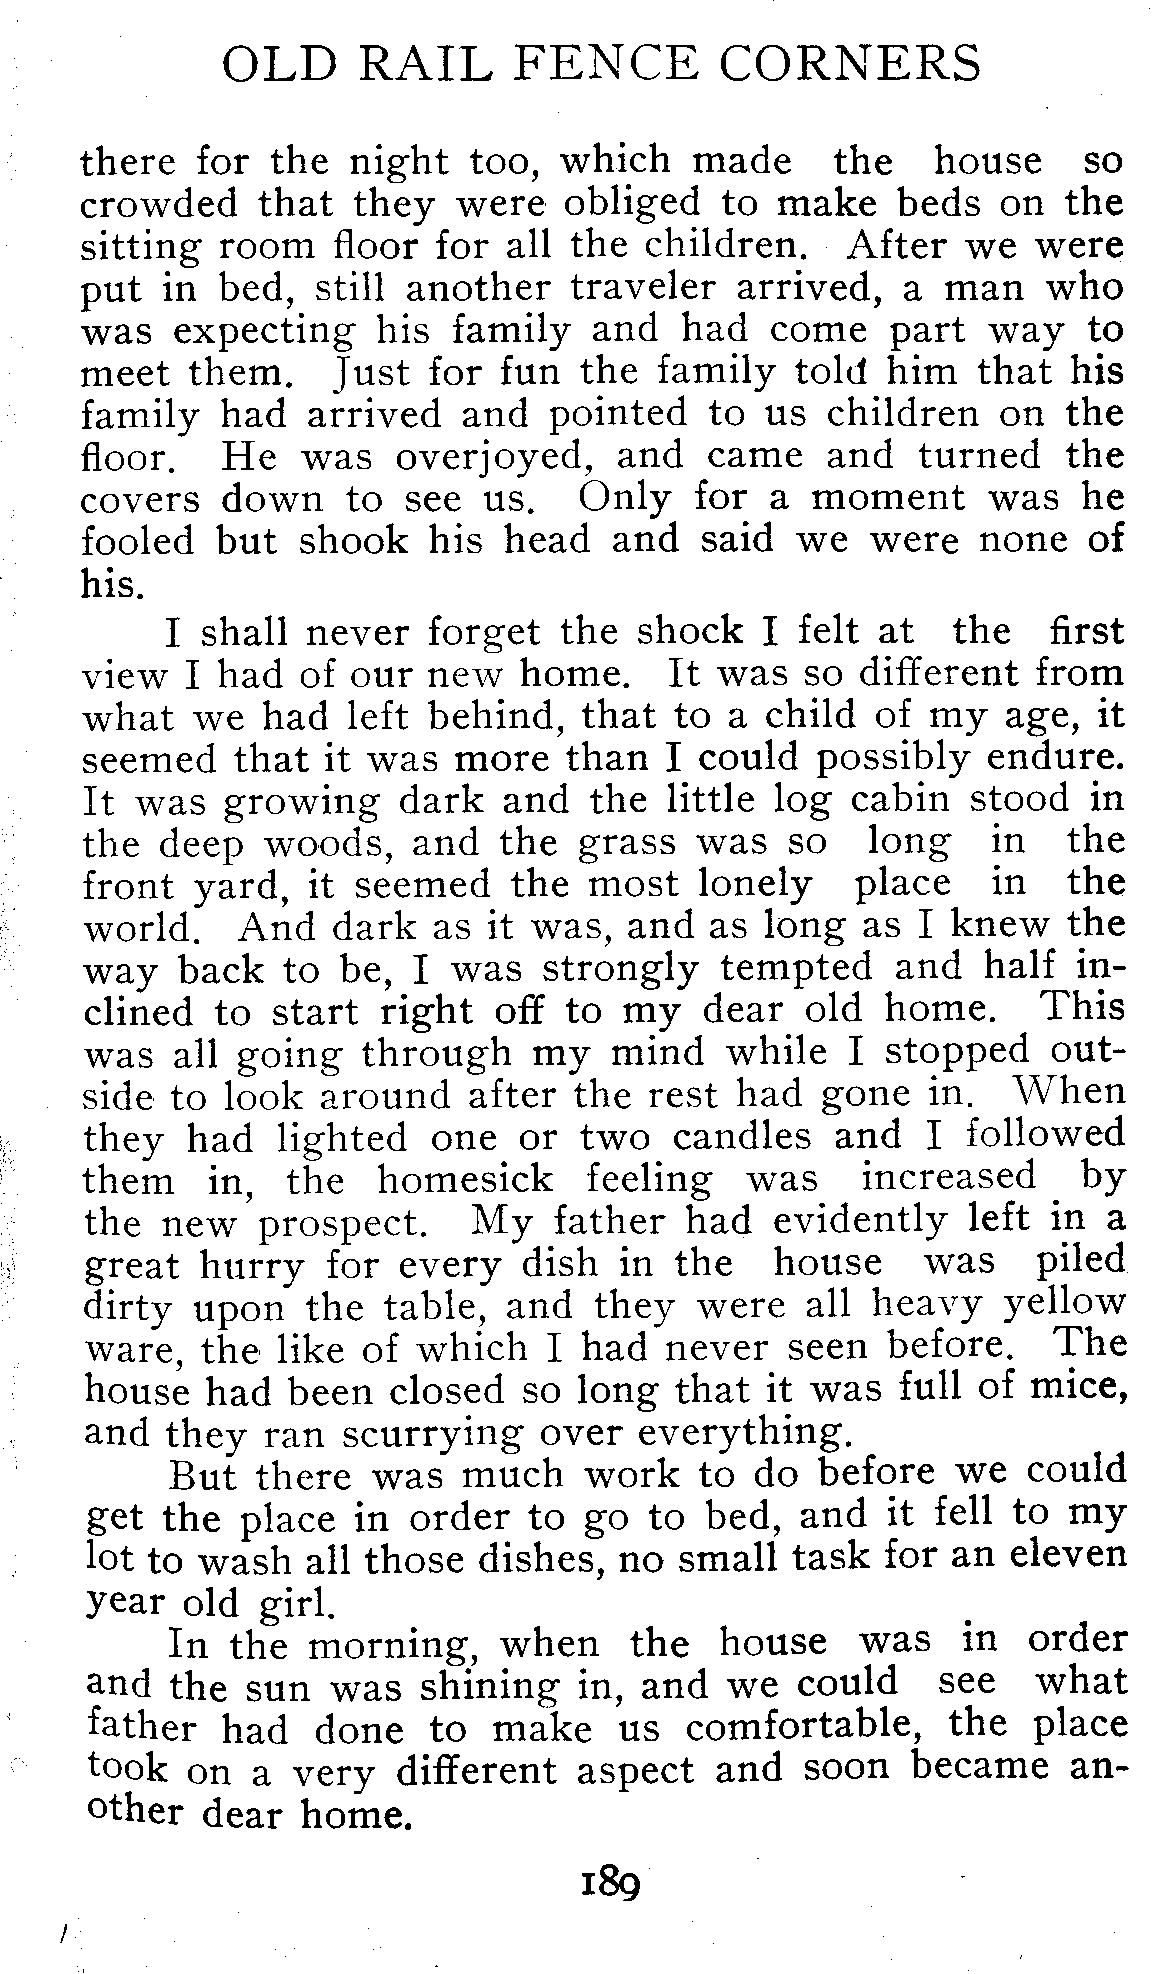 OLD RAIL FENCE CORNERS
there for the night too, which made the house so
crowded that they were obliged to make beds on the
sitting room floor for all the children. After we were
put in bed, still another traveler arrived, a man who
was expecting his family and had come part way to
meet them. Just for fun the family told him that his
family had arrived and pointed to us children on the
floor. He was overjoyed, and came and turned the
covers down to see us. Only for a moment was he
fooled but shook his head and said we were none of
his.
I shall never forget the shock I felt at the first
view I had of our new home. It was so different from
what we had left behind, that to a child of my age, it
seemed that it was more than I could possibly endure.
It was growing dark and the little log cabin stood in
the deep woods, and the grass was so long in the
front yard, it seemed the most lonely place in the
world. And dark as it was, and as long as I knew the
way back to be, I was strongly tempted and half in-
clined to start right off to my dear old home. This
was all going through my mind while I stopped out-
side to look around after the rest had gone in. When
they had lighted one or two candles and I followed
them in, the homesick feeling was increased by
the new prospect. My father had evidently left in a
great hurry for every dish in the house was piled
dirty upon the table, and they were all heavy yellow
ware, the like of which I had never seen before. The
house had been closed so long that it was full of mice,
and they ran scurrying over everything.
But there was much work to do before we could
get the place in order to go to bed, and it fell to my
lot to wash all those dishes, no small task for an eleven
year old girl.
In the morning, when the house was in order
and the sun was shining in, and we could see what
father had done to make us comfortable, the place
took on a very different aspect and soon became an-
other dear home.
189